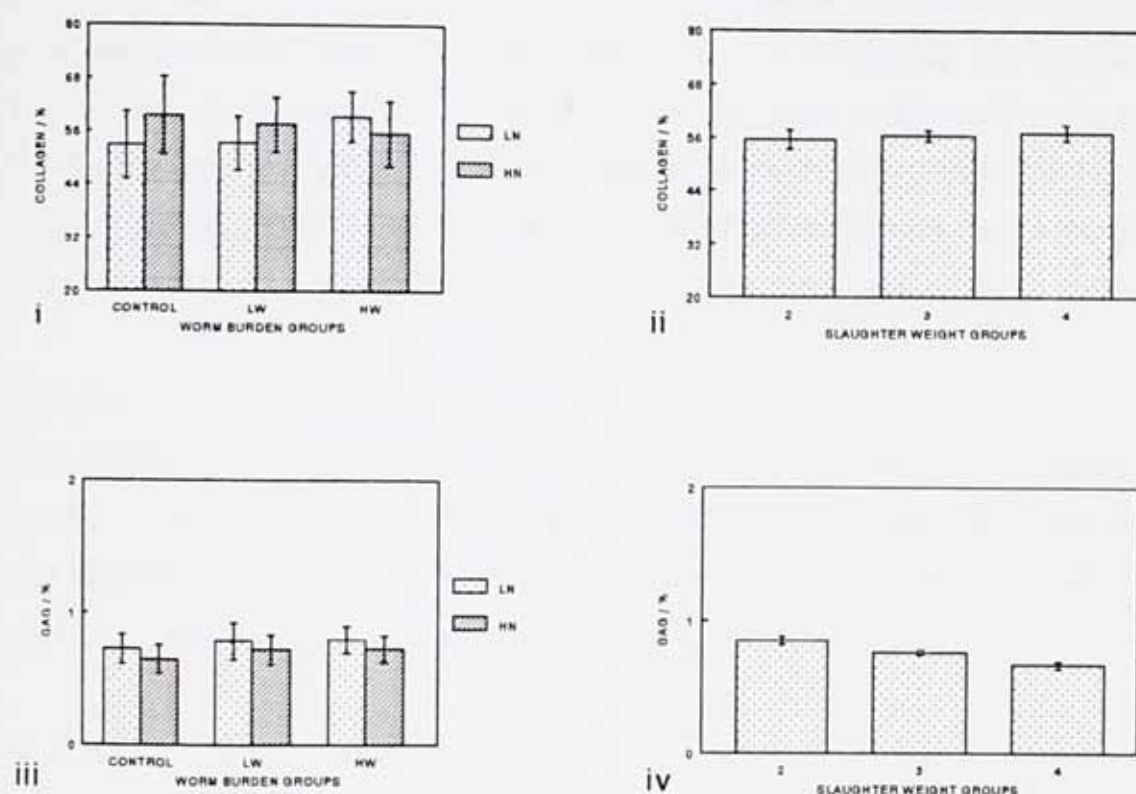 80
68
56
44
32
20
COLLAGEN / %
CONTROL LW HW
WORM BURDEN GROUPS
LN
HN
i
80
68
56
44
32
20
COLLAGEN / %
2 3 4
SLAUGHTER WEIGHT GROUPS
ii
2
1
0
GAG / %
CONTROL LW HW
WORM BURDEN GROUPS
LN
HN
iii
2
1
0
GAG / %
2 3 4
SLAUGHTER WEIGHT GROUPS
iv